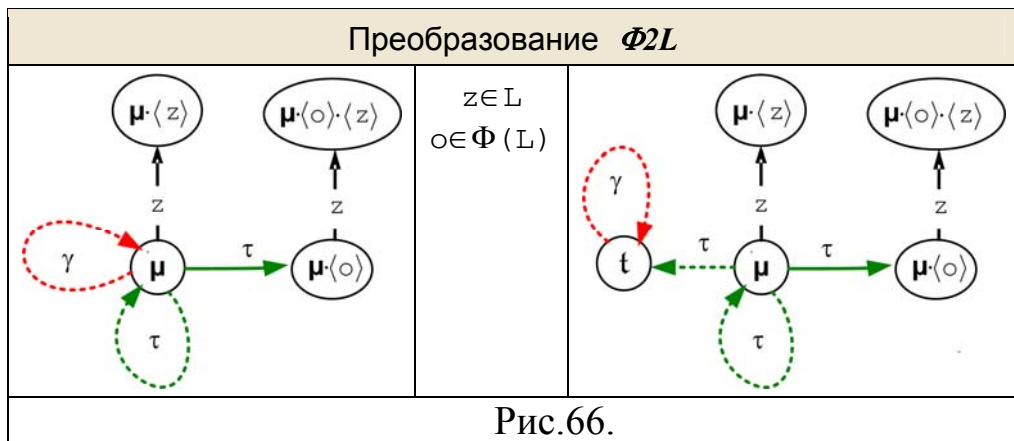 Преобразование Φ2L
μ·⟨z⟩ μ·⟨o⟩·⟨z⟩
z z
γ τ
μ μ·⟨o⟩
τ
z∈L
o∈Φ(L)
μ·⟨z⟩ μ·⟨o⟩·⟨z⟩
γ z z
τ τ
t μ μ·⟨o⟩
τ
Рис.66.